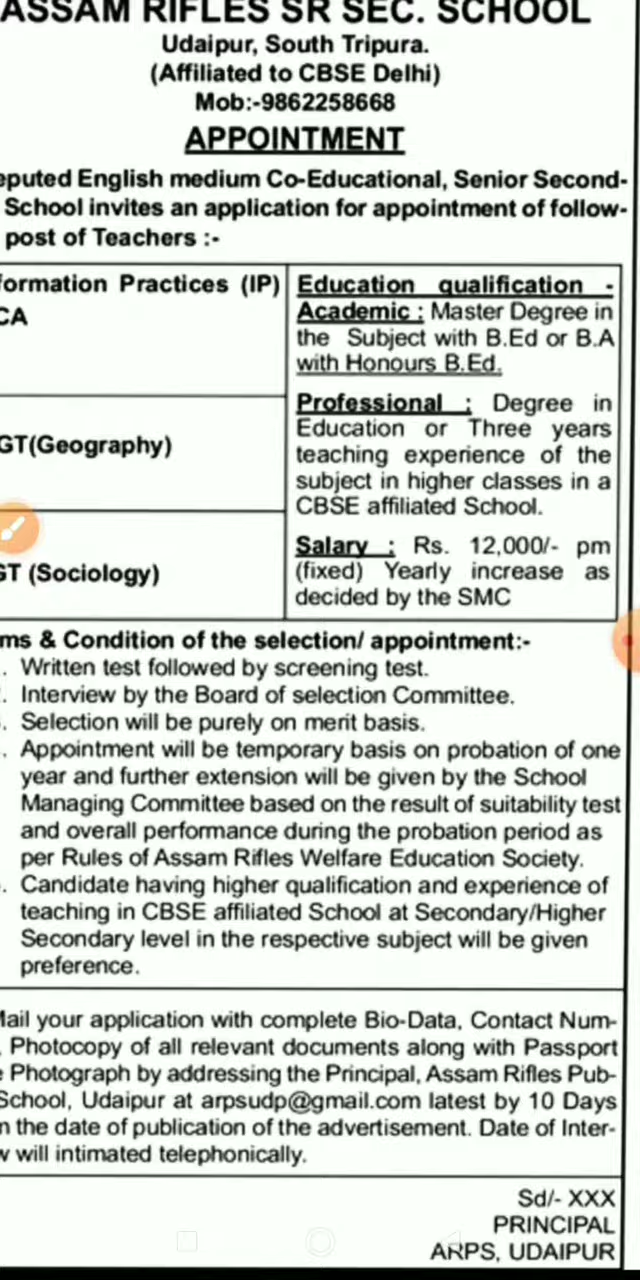 ASSAM RIFLES SR SEC. SCHOOL
Udaipur, South Tripura.
(Affiliated to CBSE Delhi)
Mob:-9862258668
APPOINTMENT
eputed English medium Co-Educational, Senior Second-
School invites an application for appointment of follow-
post of Teachers :-
formation Practices (IP)
CA
GT(Geography)
GT (Sociology)
Education qualification -
Academic : Master Degree in
the Subject with B.Ed or B.A
with Honours B.Ed.
Professional : Degree in
Education or Three years
teaching experience of the
subject in higher classes in a
CBSE affiliated School.
Salary : Rs. 12,000/- pm
(fixed) Yearly increase as
decided by the SMC
ms & Condition of the selection/ appointment:-
. Written test followed by screening test.
. Interview by the Board of selection Committee.
. Selection will be purely on merit basis.
. Appointment will be temporary basis on probation of one
year and further extension will be given by the School
Managing Committee based on the result of suitability test
and overall performance during the probation period as
per Rules of Assam Rifles Welfare Education Society.
. Candidate having higher qualification and experience of
teaching in CBSE affiliated School at Secondary/Higher
Secondary level in the respective subject will be given
preference.
Mail your application with complete Bio-Data, Contact Num-
, Photocopy of all relevant documents along with Passport
e Photograph by addressing the Principal, Assam Rifles Pub-
School, Udaipur at arpsudp@gmail.com latest by 10 Days
m the date of publication of the advertisement. Date of Inter-
w will intimated telephonically.
Sd/- XXX
PRINCIPAL
ARPS, UDAIPUR